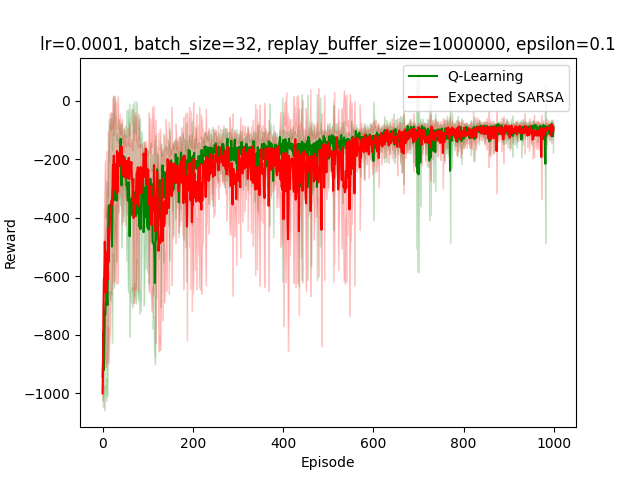 lr=0.0001, batch_size=32, replay_buffer_size=1000000, epsilon=0.1
Q-Learning
Expected SARSA
0
−200
−400
−600
−800
−1000
Reward
0
200
400
600
800
1000
Episode